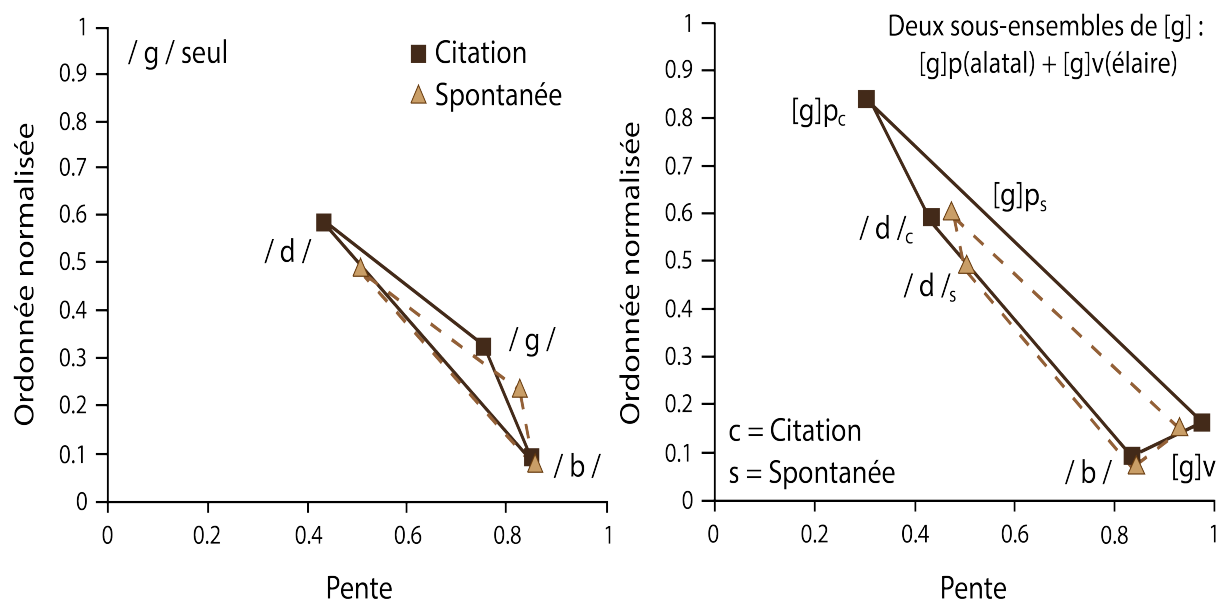 / g / seul
Citation
Spontanée
Ordonnée normalisée
1
0.9
0.8
0.7
0.6
0.5
0.4
0.3
0.2
0.1
0
/ d /
/ g /
/ b /
0
0.2
0.4
0.6
0.8
1
Pente
Deux sous-ensembles de [g] :
[g]p(alatal) + [g]v(élaire)
Ordonnée normalisée
1
0.9
0.8
0.7
0.6
0.5
0.4
0.3
0.2
0.1
0
[g]pc
[g]ps
/ d /c
/ d /s
c = Citation
s = Spontanée
/ b /
[g]v
0
0.2
0.4
0.6
0.8
1
Pente